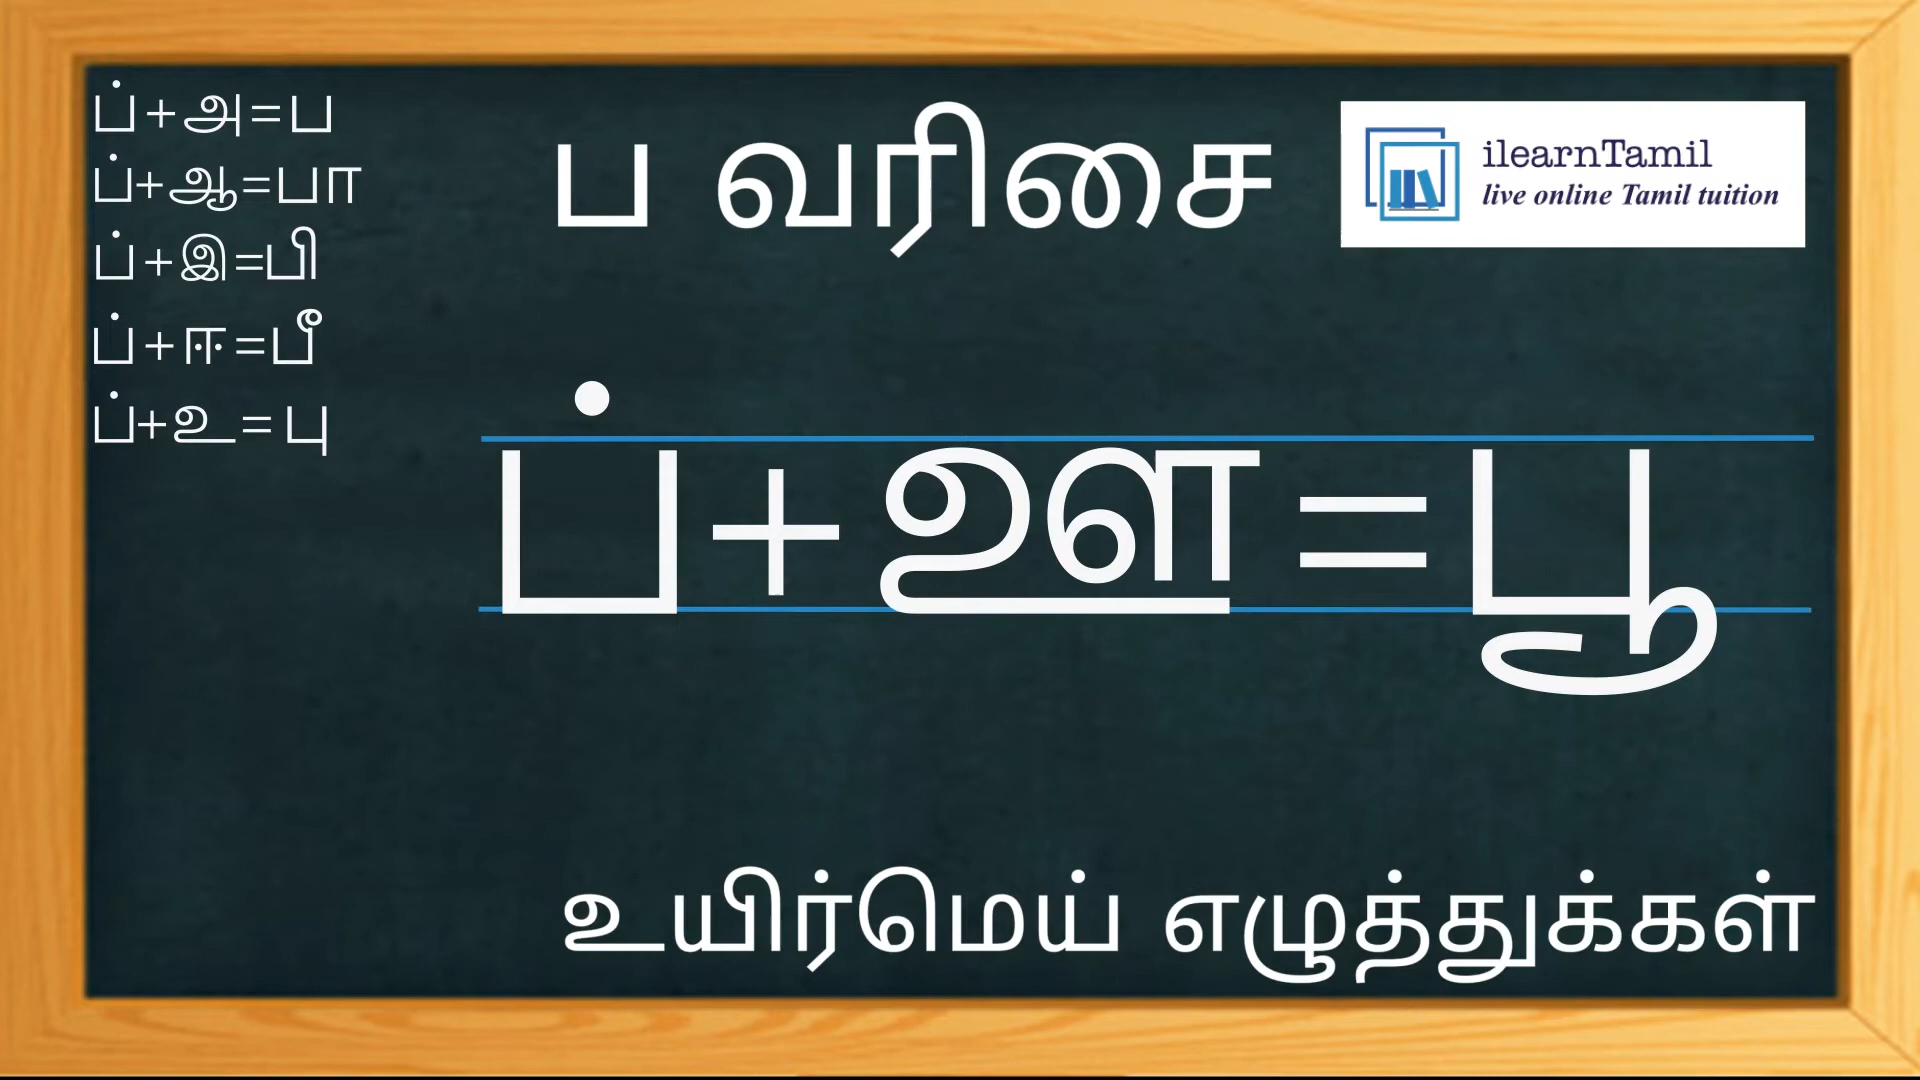 ப வரிசை
ilearnTamil
live online Tamil tuition
ப்+அ=ப
ப்+ஆ=பா
ப்+இ=பி
ப்+ஈ=பீ
ப்+உ=பு
ப்+ஊ=பூ
உயிர்மெய் எழுத்துக்கள்